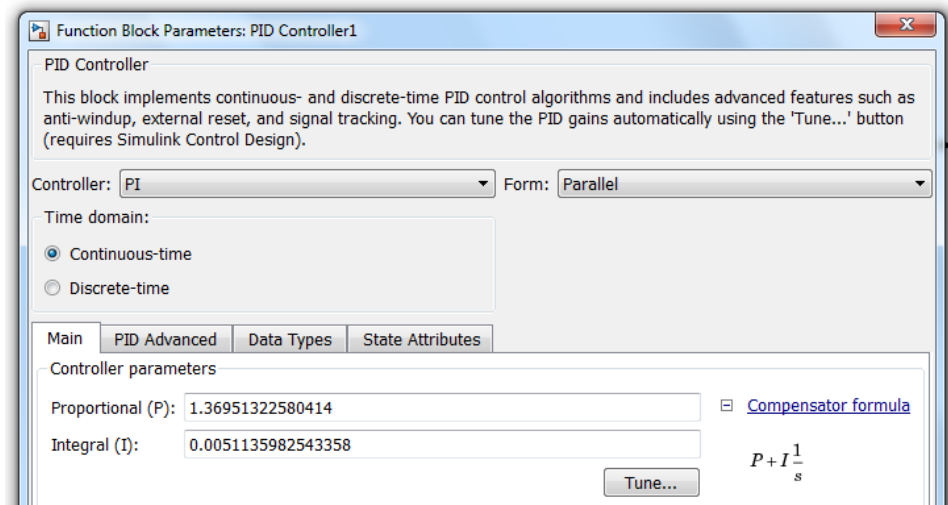 Function Block Parameters: PID Controller1
PID Controller
This block implements continuous- and discrete-time PID control algorithms and includes advanced features such as
anti-windup, external reset, and signal tracking. You can tune the PID gains automatically using the 'Tune...' button
(requires Simulink Control Design).
Controller: PI Form: Parallel
Time domain:
Continuous-time
Discrete-time
Main PID Advanced Data Types State Attributes
Controller parameters
Proportional (P): 1.36951322580414 Compensator formula
Integral (I): 0.0051135982543358
P + I 1/s
Tune...